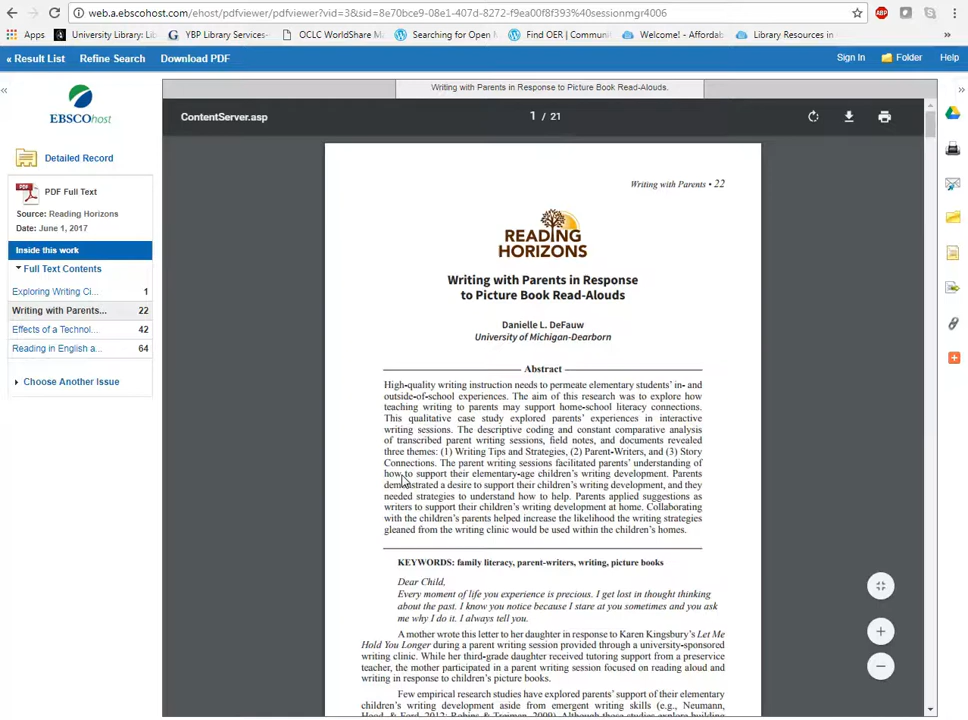 web.a.ebscohost.com/ehost/pdfviewer/pdfviewer?vid=3&sid=8e70bce9-08e1-407d-8272-f9ea00f8f393%40sessionmgr4006
ABP
Apps
University Library: Li
YBP Library Services-
OCLC WorldShare M
Searching for Open
Find OER | Commun
Welcome! – Affordab
Library Resources in
« Result List
Refine Search
Download PDF
Sign In
Folder
Help
Writing with Parents in Response to Picture Book Read-Alouds.
EBSCOhost
ContentServer.asp
1 / 21
Detailed Record
PDF
PDF Full Text
Source: Reading Horizons
Date: June 1, 2017
Inside this work
Full Text Contents
Exploring Writing Ci... 1
Writing with Parents... 22
Effects of a Technol... 42
Reading in English a... 64
Choose Another Issue
Writing with Parents • 22
READING
HORIZONS
Writing with Parents in Response
to Picture Book Read-Alouds
Danielle L. DeFauw
University of Michigan-Dearborn
Abstract
High-quality writing instruction needs to permeate elementary students' in- and
outside-of-school experiences. The aim of this research was to explore how
teaching writing to parents may support home-school literacy connections.
This qualitative case study explored parents' experiences in interactive
writing sessions. The descriptive coding and constant comparative analysis
of transcribed parent writing sessions, field notes, and documents revealed
three themes: (1) Writing Tips and Strategies, (2) Parent-Writers, and (3) Story
Connections. The parent writing sessions facilitated parents' understanding of
how to support their elementary-age children's writing development. Parents
demonstrated a desire to support their children's writing development, and they
needed strategies to understand how to help. Parents applied suggestions as
writers to support their children's writing development at home. Collaborating
with the children's parents helped increase the likelihood the writing strategies
gleaned from the writing clinic would be used within the children's homes.
KEYWORDS: family literacy, parent-writers, writing, picture books
Dear Child,
Every moment of life you experience is precious. I get lost in thought thinking
about the past. I know you notice because I stare at you sometimes and you ask
me why I do it. I always tell you.
A mother wrote this letter to her daughter in response to Karen Kingsbury's Let Me
Hold You Longer during a parent writing session provided through a university-sponsored
writing clinic. While her third-grade daughter received tutoring support from a preservice
teacher, the mother participated in a parent writing session focused on reading aloud and
writing in response to children's picture books.
Few empirical research studies have explored parents' support of their elementary
children's writing development aside from emergent writing skills (e.g., Neumann,
Hood, & Ford, 2012; Robins & Treiman, 2009). Although these studies explore building